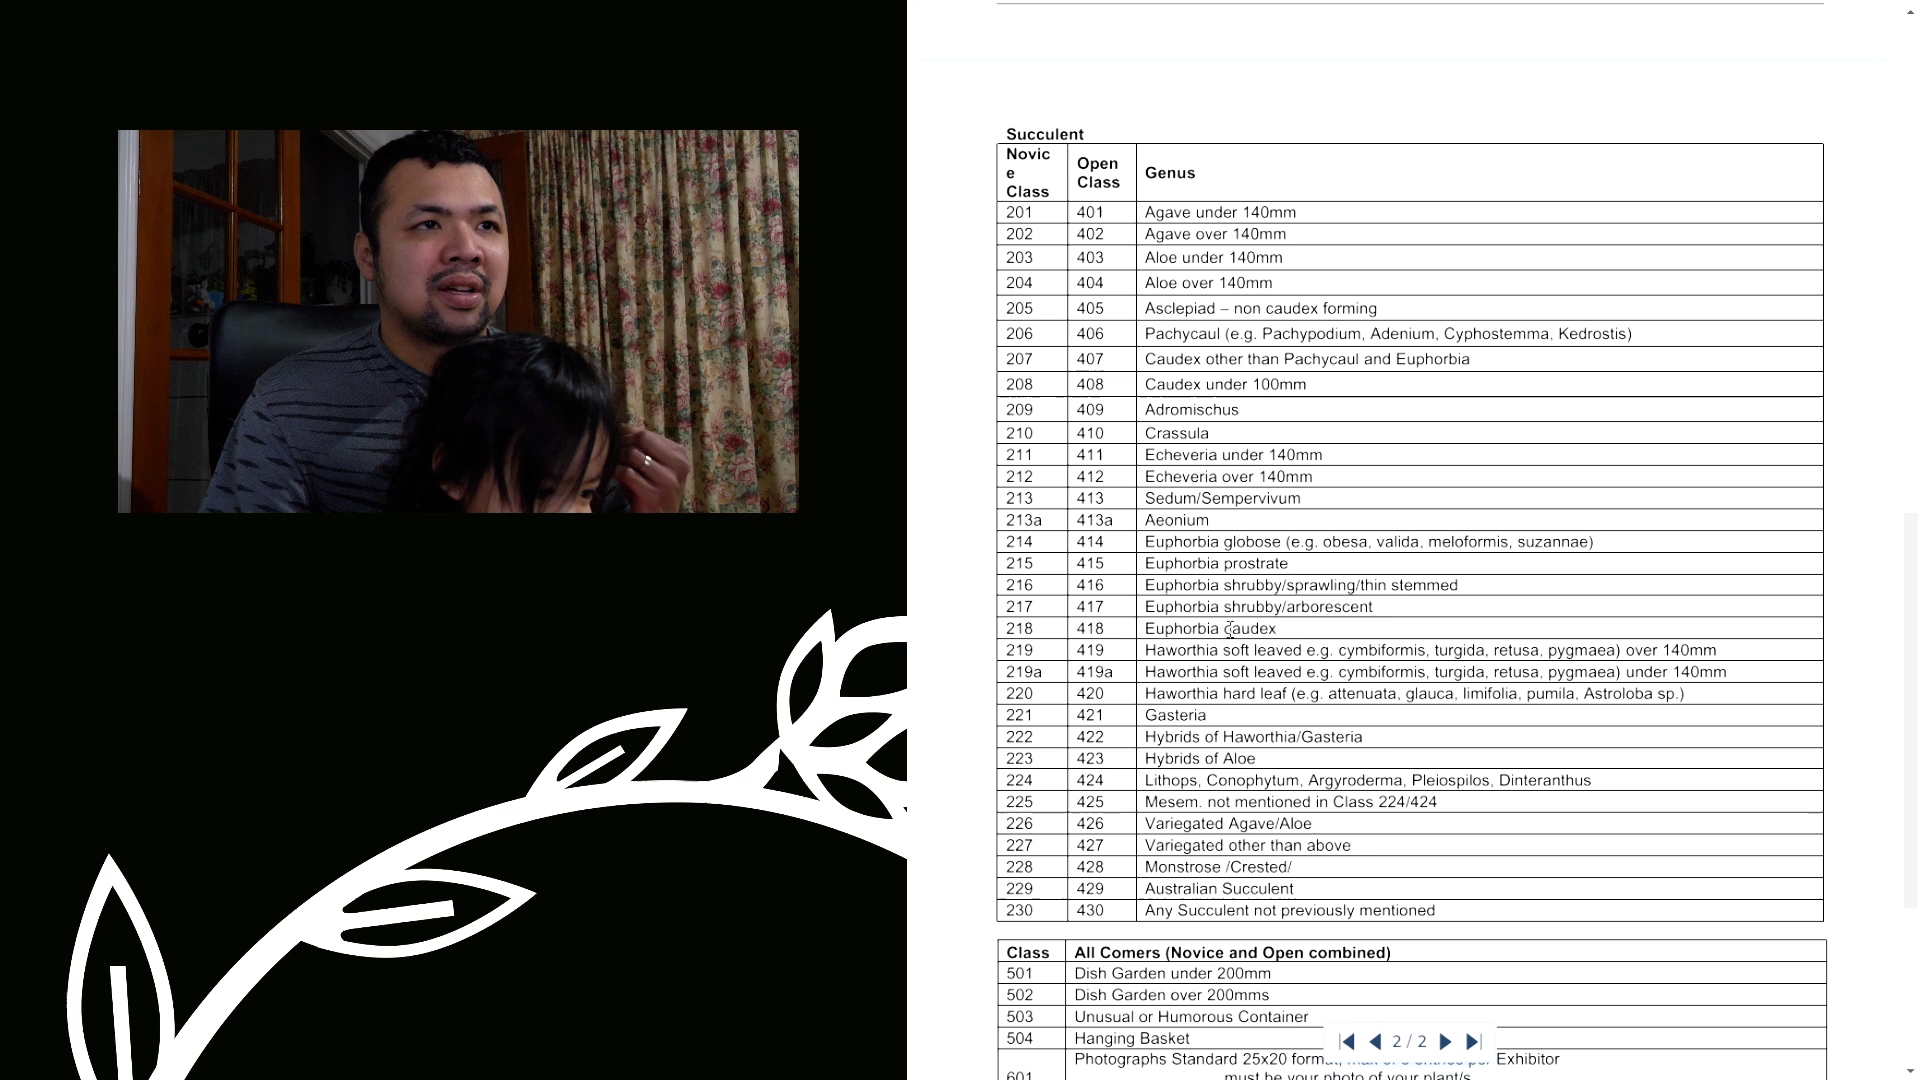 Succulent
Novic
e
Class Open
Class Genus
201 401 Agave under 140mm
202 402 Agave over 140mm
203 403 Aloe under 140mm
204 404 Aloe over 140mm
205 405 Asclepiad – non caudex forming
206 406 Pachycaul (e.g. Pachypodium, Adenium, Cyphostemma, Kedrostis)
207 407 Caudex other than Pachycaul and Euphorbia
208 408 Caudex under 100mm
209 409 Adromischus
210 410 Crassula
211 411 Echeveria under 140mm
212 412 Echeveria over 140mm
213 413 Sedum/Sempervivum
213a 413a Aeonium
214 414 Euphorbia globose (e.g. obesa, valida, meloformis, suzannae)
215 415 Euphorbia prostrate
216 416 Euphorbia shrubby/sprawling/thin stemmed
217 417 Euphorbia shrubby/arborescent
218 418 Euphorbia caudex
219 419 Haworthia soft leaved e.g. cymbiformis, turgida, retusa, pygmaea) over 140mm
219a 419a Haworthia soft leaved e.g. cymbiformis, turgida, retusa, pygmaea) under 140mm
220 420 Haworthia hard leaf (e.g. attenuata, glauca, limifolia, pumila, Astroloba sp.)
221 421 Gasteria
222 422 Hybrids of Haworthia/Gasteria
223 423 Hybrids of Aloe
224 424 Lithops, Conophytum, Argyroderma, Pleiospilos, Dinteranthus
225 425 Mesem. not mentioned in Class 224/424
226 426 Variegated Agave/Aloe
227 427 Variegated other than above
228 428 Monstrose /Crested/
229 429 Australian Succulent
230 430 Any Succulent not previously mentioned
Class All Comers (Novice and Open combined)
501 Dish Garden under 200mm
502 Dish Garden over 200mms
503 Unusual or Humorous Container
504 Hanging Basket
2 / 2
Photographs Standard 25x20 Exhibitor
601 must be your photo of your plant/s